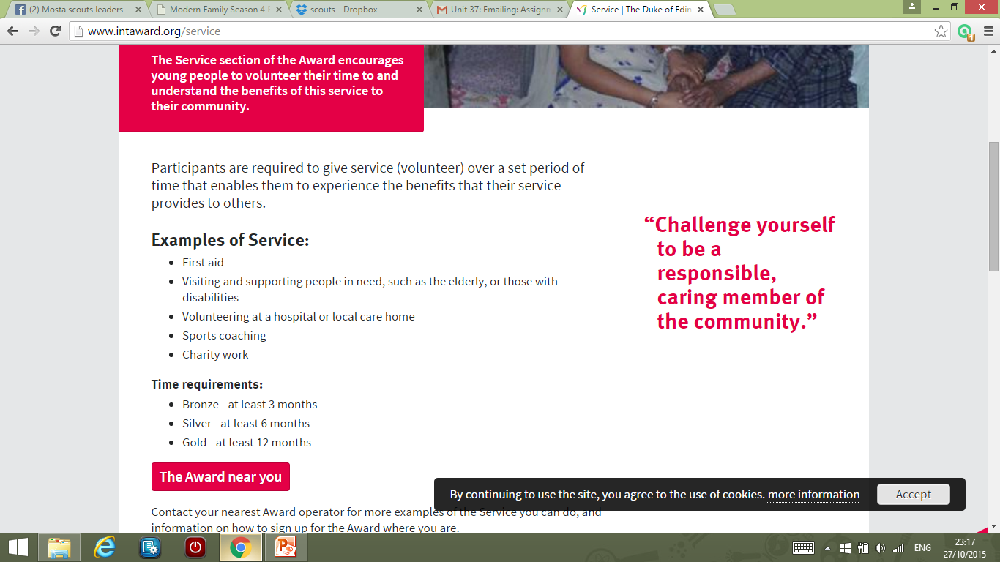 (2) Mosta scouts leaders
Modern Family Season 4 E
scouts - Dropbox
Unit 37: Emailing: Assignm
Service | The Duke of Edin
www.intaward.org/service
The Service section of the Award encourages
young people to volunteer their time to and
understand the benefits of this service to
their community.
Participants are required to give service (volunteer) over a set period of
time that enables them to experience the benefits that their service
provides to others.
Examples of Service:
• First aid
• Visiting and supporting people in need, such as the elderly, or those with
disabilities
• Volunteering at a hospital or local care home
• Sports coaching
• Charity work
Time requirements:
• Bronze - at least 3 months
• Silver - at least 6 months
• Gold - at least 12 months
The Award near you
Contact your nearest Award operator for more examples of the Service you can do, and
information on how to sign up for the Award where you are.
“Challenge yourself
to be a
responsible,
caring member of
the community.”
By continuing to use the site, you agree to the use of cookies. more information
Accept
ENG
23:17
27/10/2015